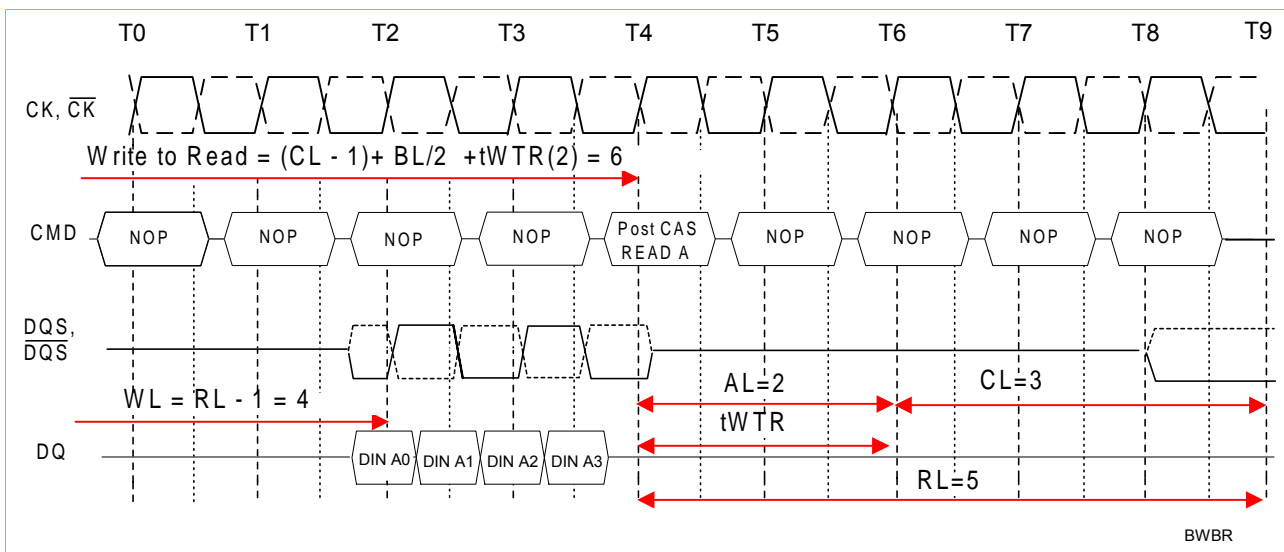 T0 T1 T2 T3 T4 T5 T6 T7 T8 T9
CK, CK
Write to Read = (CL - 1)+ BL/2 +tWTR(2) = 6
CMD NOP NOP NOP NOP Post CAS READ A NOP NOP NOP NOP
DQS,
DQS
AL=2 CL=3
WL = RL - 1 = 4
tWTR
DQ DIN A0 DIN A1 DIN A2 DIN A3
RL=5
BWBR